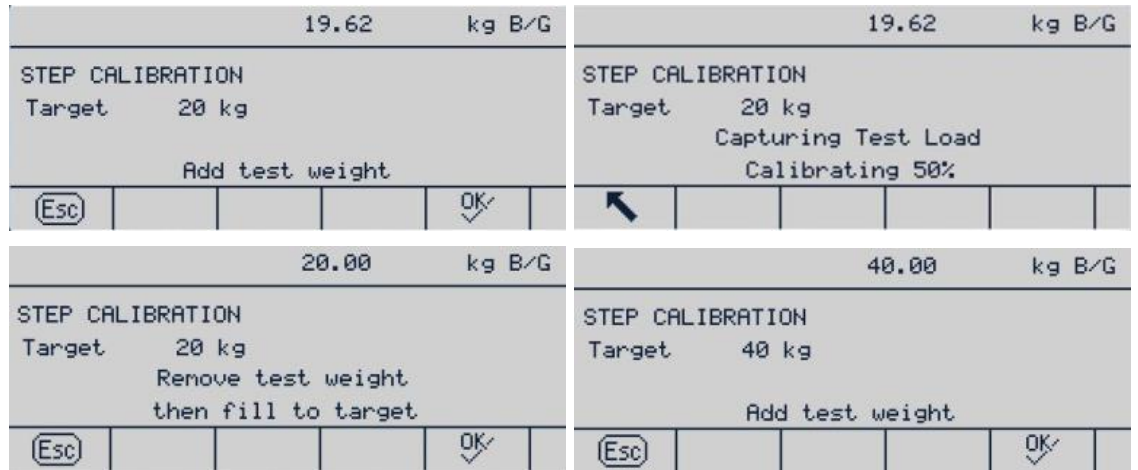 19.62 kg B/G
STEP CALIBRATION
Target 20 kg
Add test weight
Esc OK
19.62 kg B/G
STEP CALIBRATION
Target 20 kg
Capturing Test Load
Calibrating 50%
20.00 kg B/G
STEP CALIBRATION
Target 20 kg
Remove test weight
then fill to target
Esc OK
40.00 kg B/G
STEP CALIBRATION
Target 40 kg
Add test weight
Esc OK